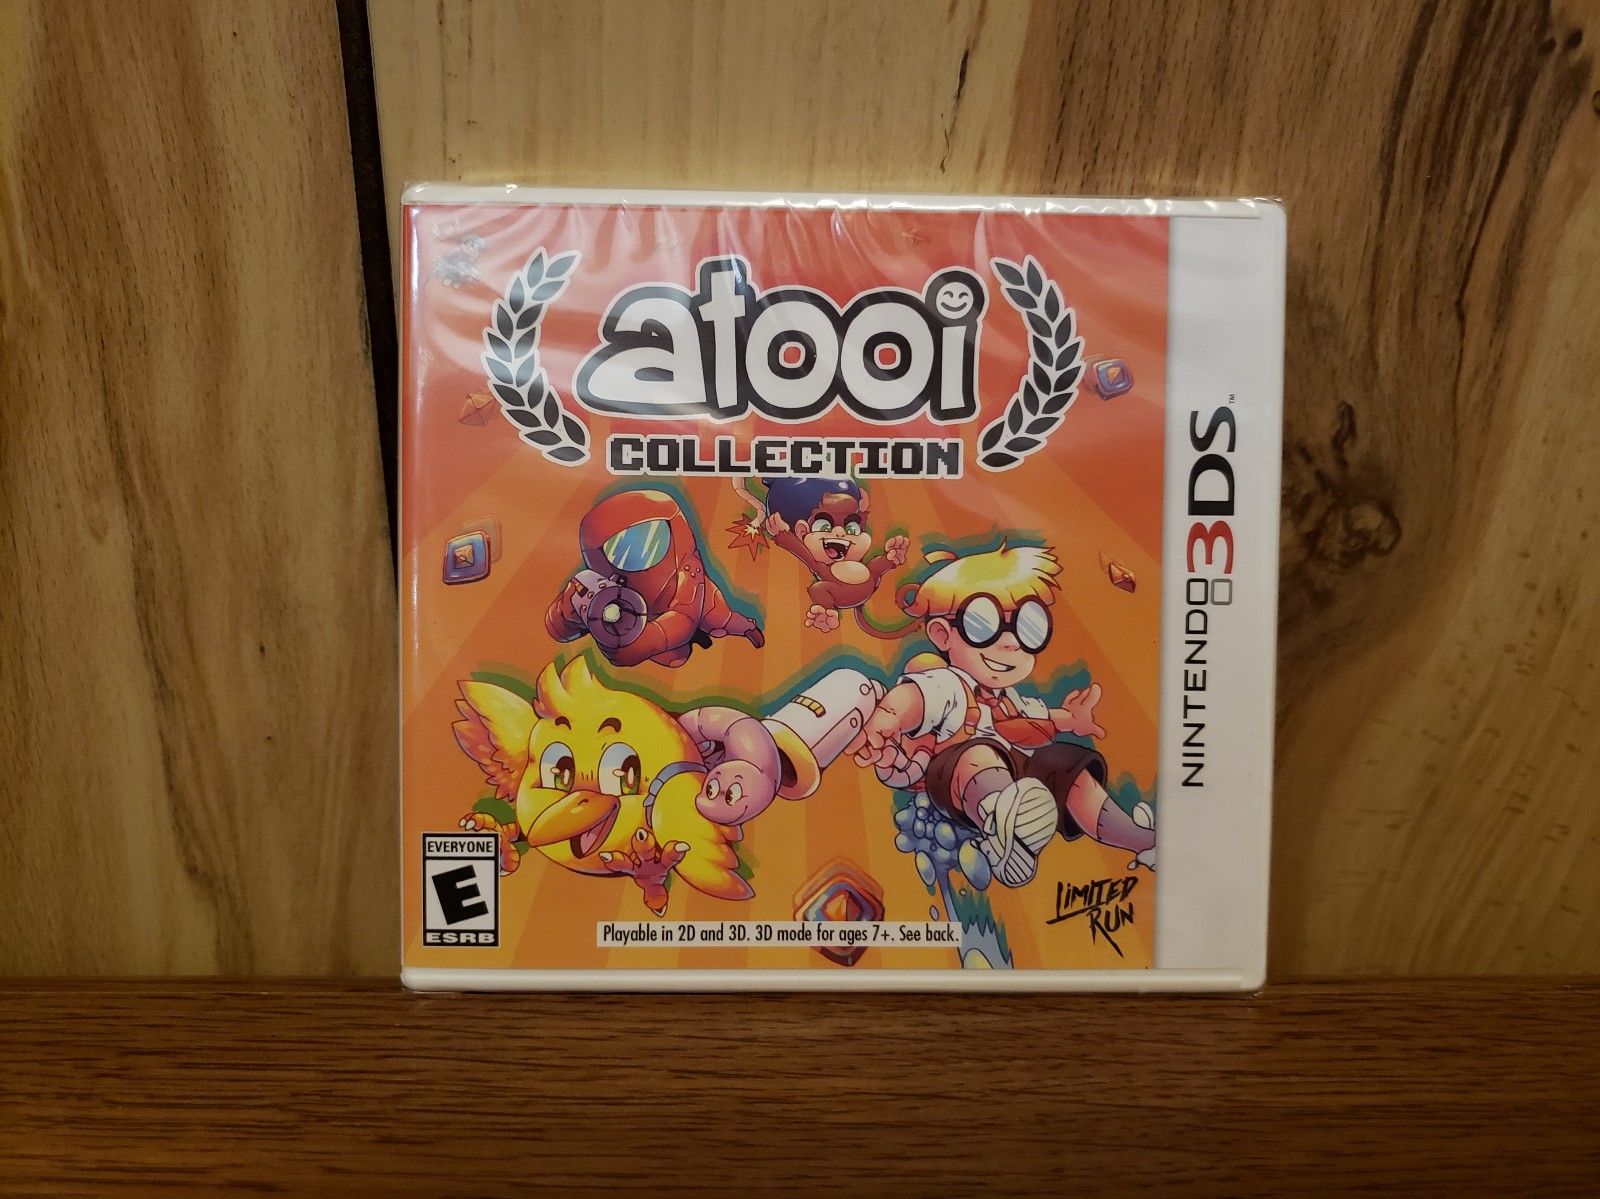 atooi
COLLECTION
NINTENDO 3DS™
EVERYONE
E
ESRB
Playable in 2D and 3D. 3D mode for ages 7+. See back.
LIMITED
RUN